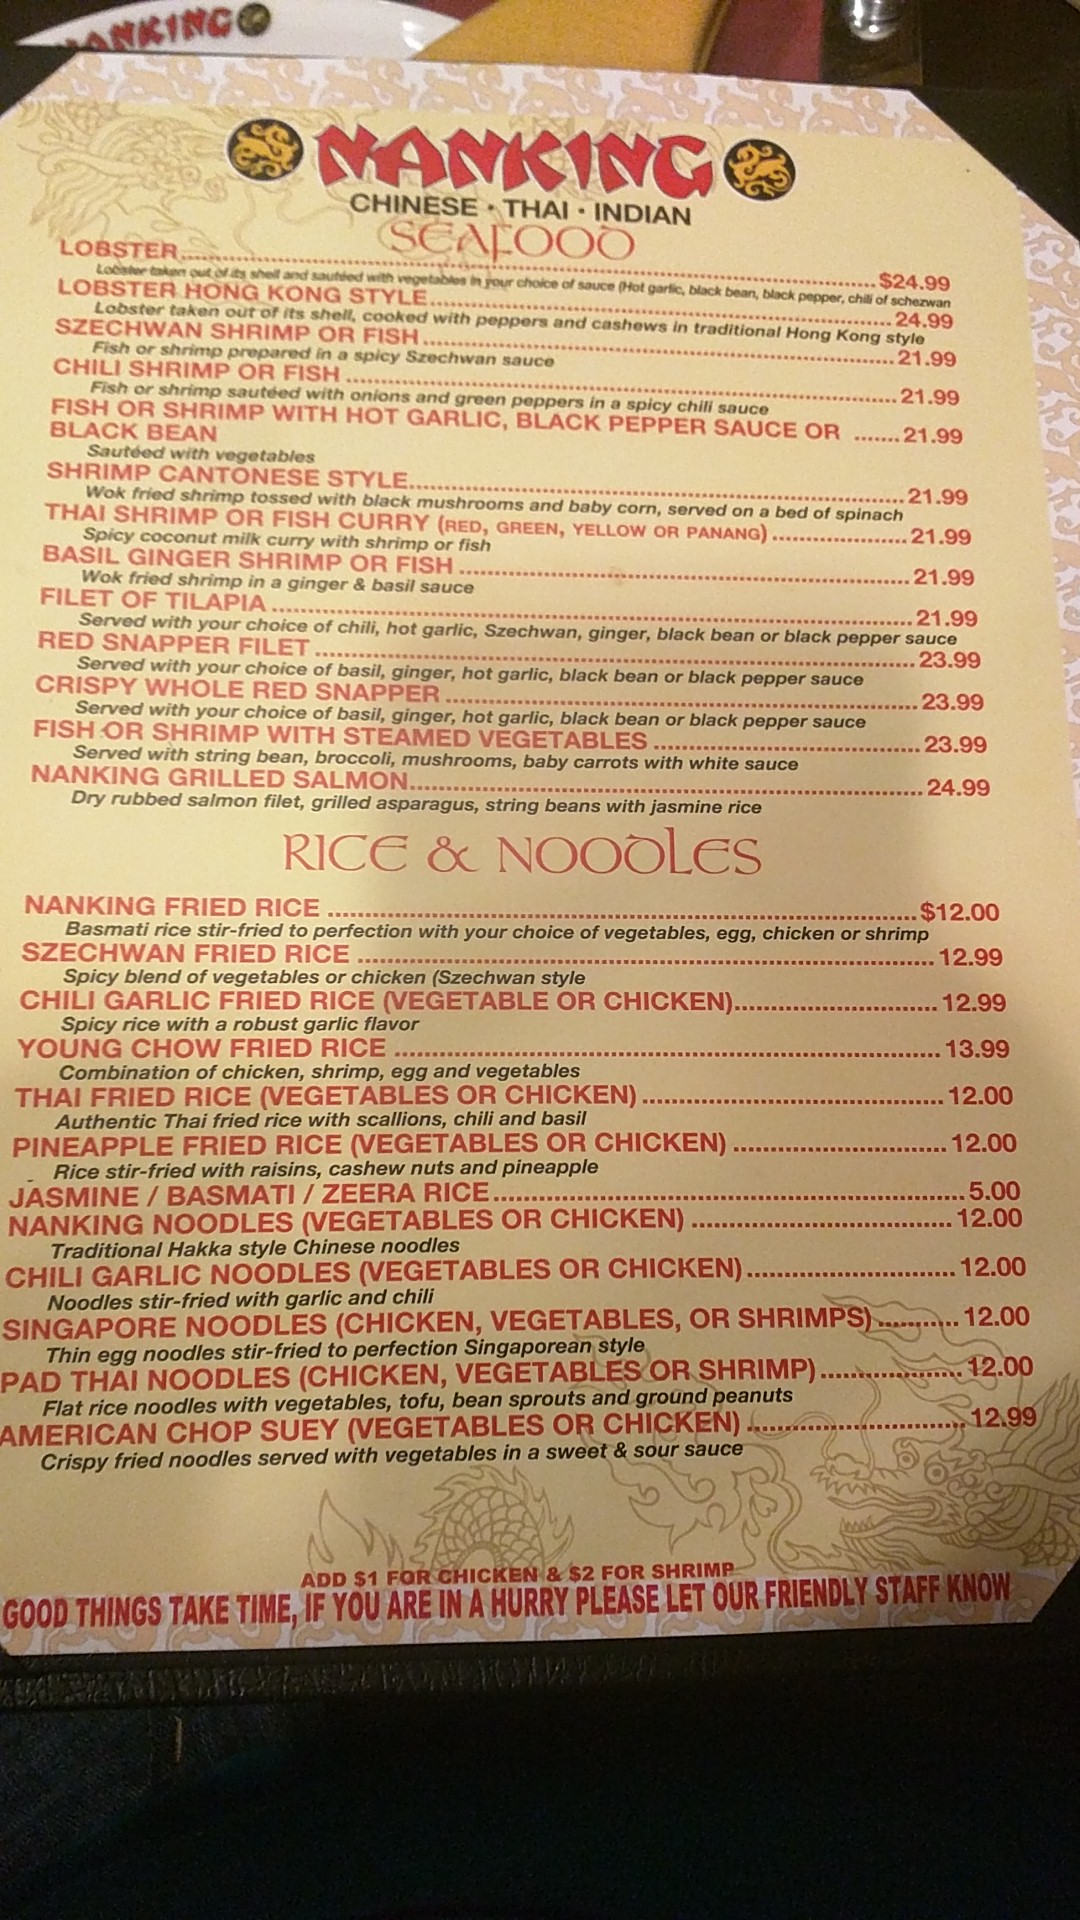 NANKING
NANKING
CHINESE • THAI • INDIAN
SEAFOOD
LOBSTER.......$24.99
Lobster taken out of its shell and sautéed with vegetables in your choice of sauce (Hot garlic, black bean, black pepper, chili of schezwan
LOBSTER HONG KONG STYLE.......24.99
Lobster taken out of its shell, cooked with peppers and cashews in traditional Hong Kong style
SZECHWAN SHRIMP OR FISH.......21.99
Fish or shrimp prepared in a spicy Szechwan sauce
CHILI SHRIMP OR FISH.......21.99
Fish or shrimp sautéed with onions and green peppers in a spicy chili sauce
FISH OR SHRIMP WITH HOT GARLIC, BLACK PEPPER SAUCE OR .......21.99
BLACK BEAN
Sautéed with vegetables
SHRIMP CANTONESE STYLE.......21.99
Wok fried shrimp tossed with black mushrooms and baby corn, served on a bed of spinach
THAI SHRIMP OR FISH CURRY (RED, GREEN, YELLOW OR PANANG).......21.99
Spicy coconut milk curry with shrimp or fish
BASIL GINGER SHRIMP OR FISH.......21.99
Wok fried shrimp in a ginger & basil sauce
FILET OF TILAPIA.......21.99
Served with your choice of chili, hot garlic, Szechwan, ginger, black bean or black pepper sauce
RED SNAPPER FILET.......23.99
Served with your choice of basil, ginger, hot garlic, black bean or black pepper sauce
CRISPY WHOLE RED SNAPPER.......23.99
Served with your choice of basil, ginger, hot garlic, black bean or black pepper sauce
FISH OR SHRIMP WITH STEAMED VEGETABLES.......23.99
Served with string bean, broccoli, mushrooms, baby carrots with white sauce
NANKING GRILLED SALMON.......24.99
Dry rubbed salmon filet, grilled asparagus, string beans with jasmine rice
RICE & NOODLES
NANKING FRIED RICE.......$12.00
Basmati rice stir-fried to perfection with your choice of vegetables, egg, chicken or shrimp
SZECHWAN FRIED RICE.......12.99
Spicy blend of vegetables or chicken (Szechwan style
CHILI GARLIC FRIED RICE (VEGETABLE OR CHICKEN).......12.99
Spicy rice with a robust garlic flavor
YOUNG CHOW FRIED RICE.......13.99
Combination of chicken, shrimp, egg and vegetables
THAI FRIED RICE (VEGETABLES OR CHICKEN).......12.00
Authentic Thai fried rice with scallions, chili and basil
PINEAPPLE FRIED RICE (VEGETABLES OR CHICKEN).......12.00
Rice stir-fried with raisins, cashew nuts and pineapple
JASMINE / BASMATI / ZEERA RICE.......5.00
NANKING NOODLES (VEGETABLES OR CHICKEN).......12.00
Traditional Hakka style Chinese noodles
CHILI GARLIC NOODLES (VEGETABLES OR CHICKEN).......12.00
Noodles stir-fried with garlic and chili
SINGAPORE NOODLES (CHICKEN, VEGETABLES, OR SHRIMPS).......12.00
Thin egg noodles stir-fried to perfection Singaporean style
PAD THAI NOODLES (CHICKEN, VEGETABLES OR SHRIMP).......12.00
Flat rice noodles with vegetables, tofu, bean sprouts and ground peanuts
AMERICAN CHOP SUEY (VEGETABLES OR CHICKEN).......12.99
Crispy fried noodles served with vegetables in a sweet & sour sauce
ADD $1 FOR CHICKEN & $2 FOR SHRIMP
GOOD THINGS TAKE TIME, IF YOU ARE IN A HURRY PLEASE LET OUR FRIENDLY STAFF KNOW